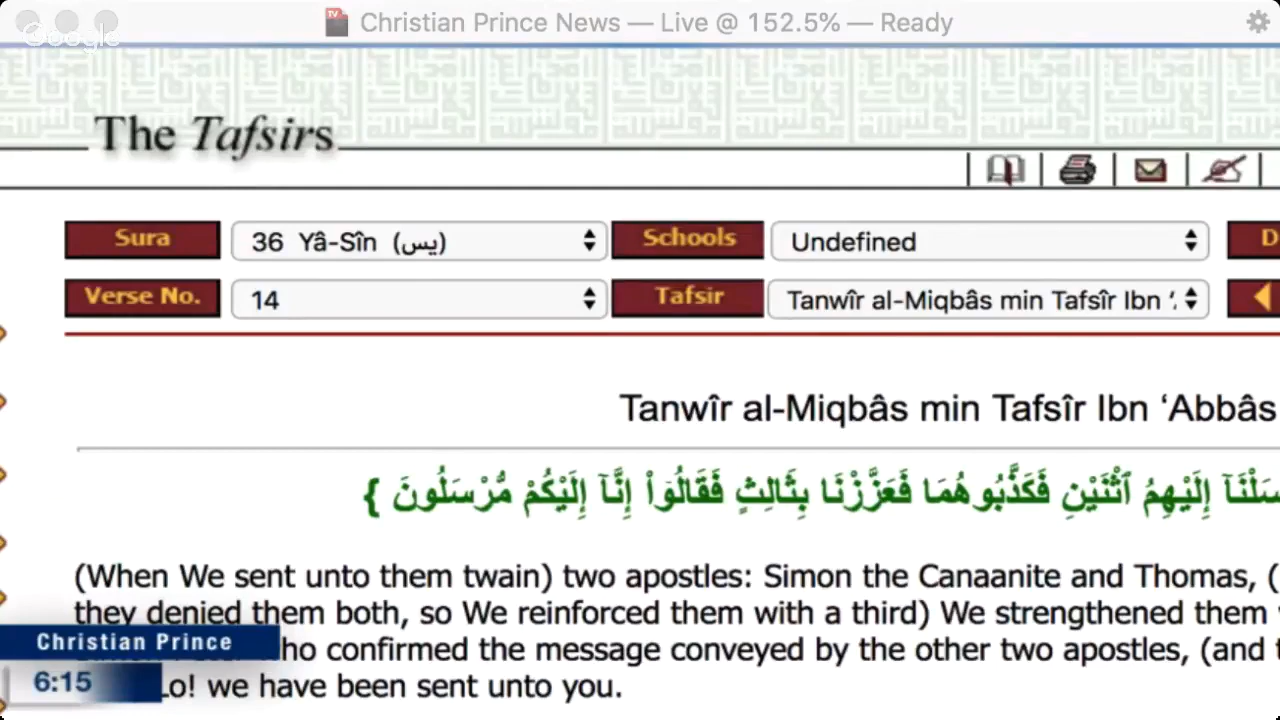 Christian Prince News — Live @ 152.5% — Ready
Google
The Tafsirs
Sura
36 Yâ-Sîn (يس)
Schools
Undefined
D
Verse No.
14
Tafsir
Tanwîr al-Miqbâs min Tafsîr Ibn ‘
Tanwîr al-Miqbâs min Tafsîr Ibn ‘Abbâs
إِلَيْهِمُ ٱثْنَيْنِ فَكَذَّبُوهُمَا فَعَزَّزْنَا بِثَالِثٍ فَقَالُوۤاْ إِنَّآ إِلَيْكُمْ مُّرْسَلُونَ }
(When We sent unto them twain) two apostles: Simon the Canaanite and Thomas, (
they denied them both, so We reinforced them with a third) We strengthened them
who confirmed the message conveyed by the other two apostles, (and
Lo! we have been sent unto you.
Christian Prince
6:15